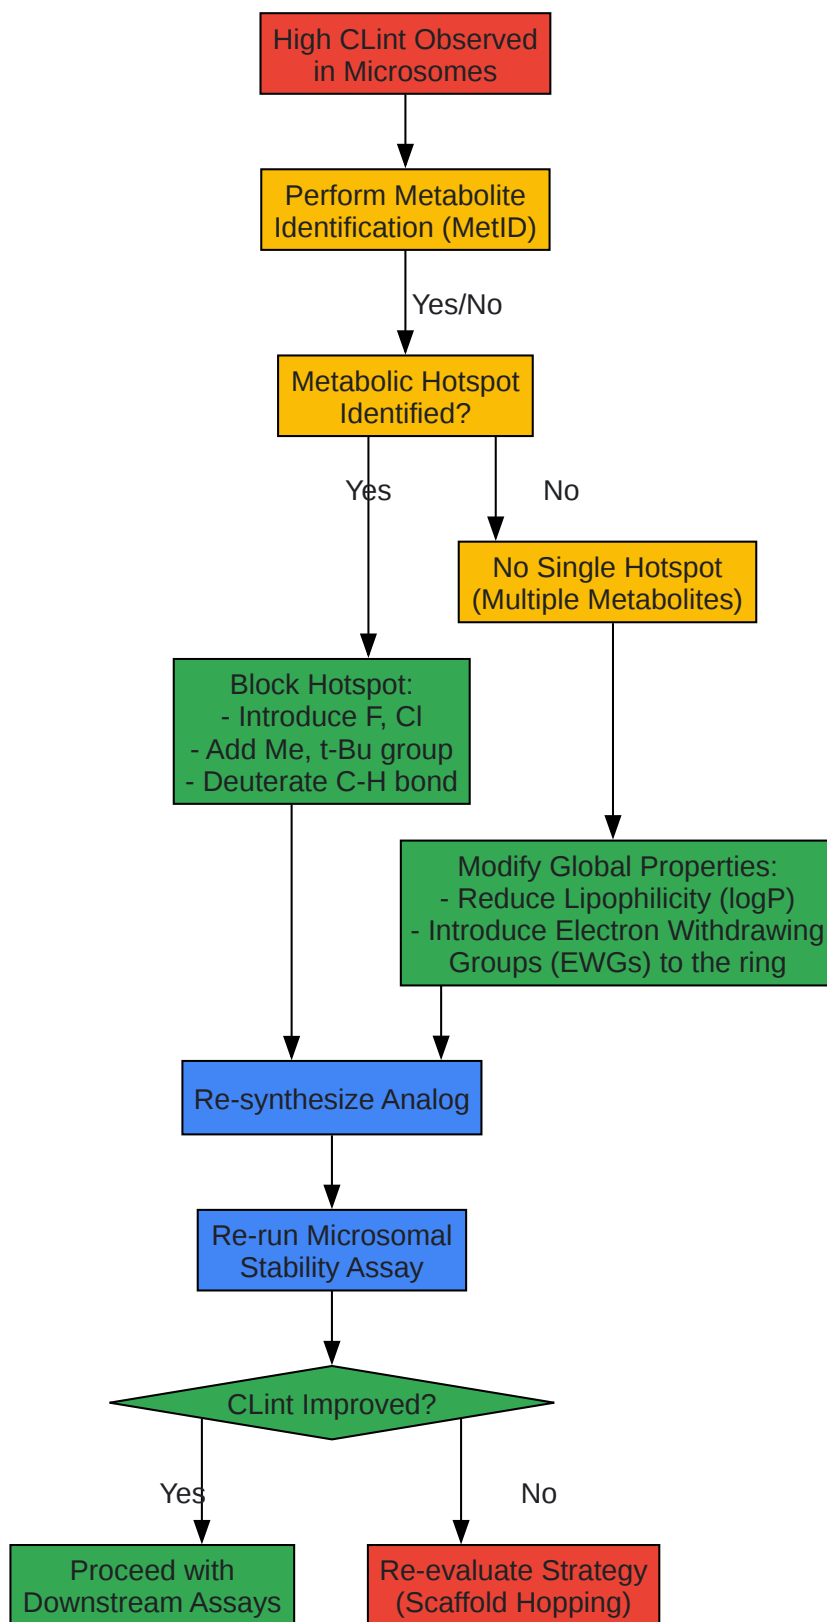 High CLint Observed
in Microsomes
Perform Metabolite
Identification (MetID)
Yes/No
Metabolic Hotspot
Identified?
Yes
No
No Single Hotspot
(Multiple Metabolites)
Block Hotspot:
- Introduce F, Cl
- Add Me, t-Bu group
- Deuterate C-H bond
Modify Global Properties:
- Reduce Lipophilicity (logP)
- Introduce Electron Withdrawing
Groups (EWGs) to the ring
Re-synthesize Analog
Re-run Microsomal
Stability Assay
CLint Improved?
Yes
No
Proceed with
Downstream Assays
Re-evaluate Strategy
(Scaffold Hopping)